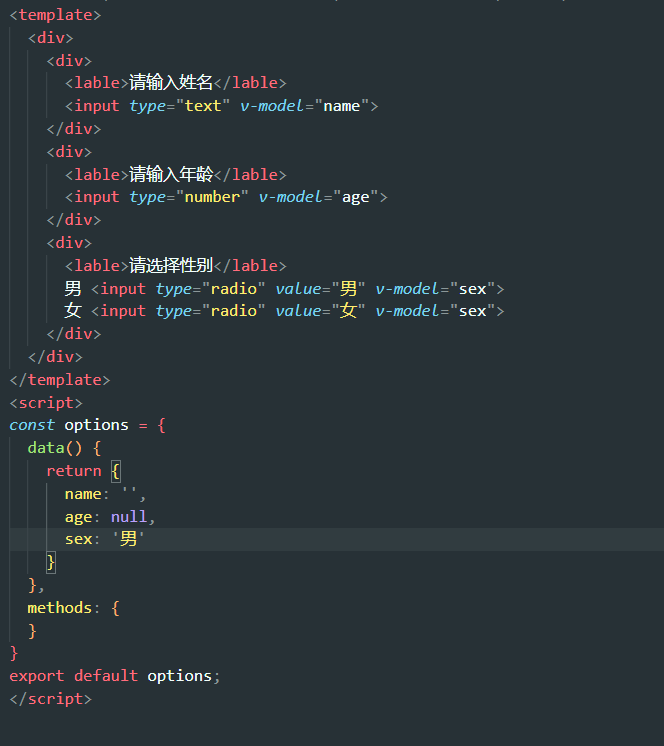 <template>
  <div>
    <div>
      <lable>请输入姓名</lable>
      <input type="text" v-model="name">
    </div>
    <div>
      <lable>请输入年龄</lable>
      <input type="number" v-model="age">
    </div>
    <div>
      <lable>请选择性别</lable>
      男 <input type="radio" value="男" v-model="sex">
      女 <input type="radio" value="女" v-model="sex">
    </div>
  </div>
</template>
<script>
const options = {
  data() {
    return {
      name: '',
      age: null,
      sex: '男'
    }
  },
  methods: {
  }
}
export default options;
</script>